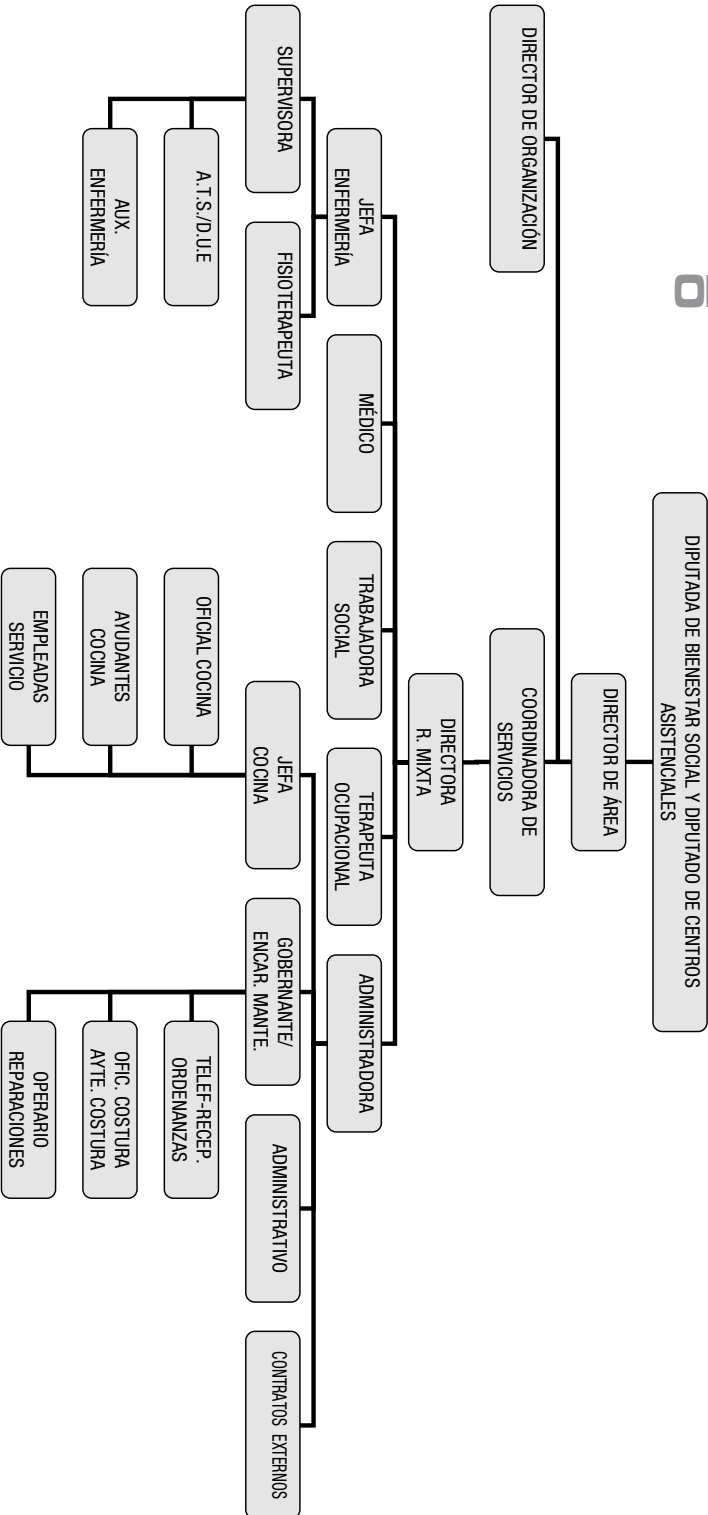 DIPUTADA DE BIENESTAR SOCIAL Y DIPUTADO DE CENTROS
ASISTENCIALES
DIRECTOR DE ÁREA
DIRECTOR DE ORGANIZACIÓN
COORDINADORA DE
SERVICIOS
DIRECTORA
R. MIXTA
JEFA
ENFERMERÍA
MÉDICO
TRABAJADORA
SOCIAL
TERAPEUTA
OCUPACIONAL
ADMINISTRADORA
SUPERVISORA
FISIOTERAPEUTA
JEFA
COCINA
GOBERNANTE/
ENCAR. MANTE.
ADMINISTRATIVO
CONTRATOS EXTERNOS
A.T.S./D.U.E
OFICIAL COCINA
TELEF-RECEP.
ORDENANZAS
AUX.
ENFERMERÍA
AYUDANTES
COCINA
OFIC. COSTURA
AYTE. COSTURA
EMPLEADAS
SERVICIO
OPERARIO
REPARACIONES